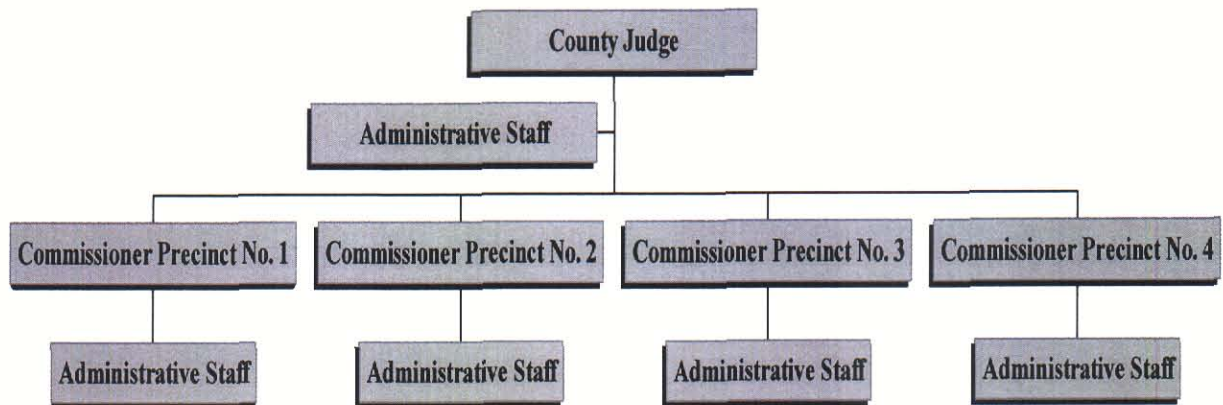 County Judge
Administrative Staff
Commissioner Precinct No. 1
Commissioner Precinct No. 2
Commissioner Precinct No. 3
Commissioner Precinct No. 4
Administrative Staff
Administrative Staff
Administrative Staff
Administrative Staff